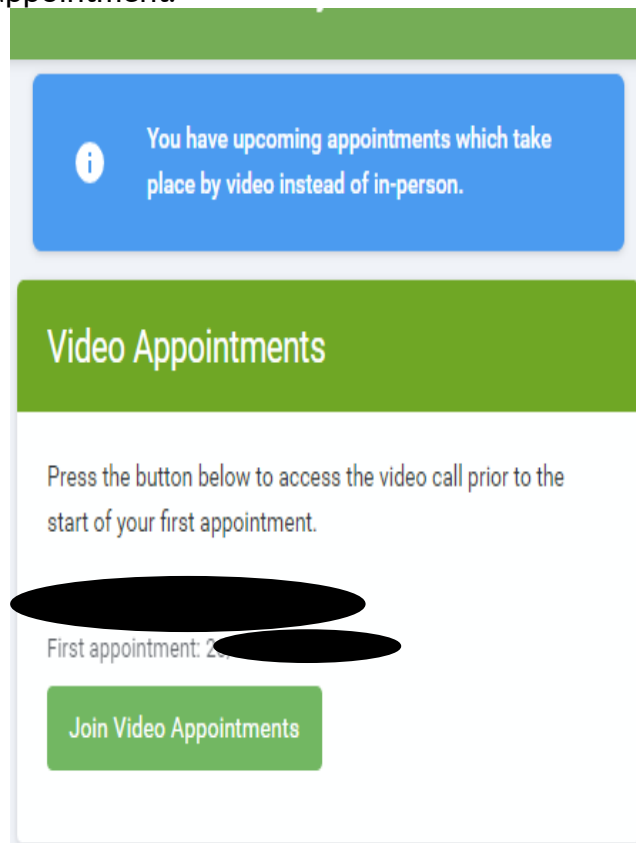 appointment.
You have upcoming appointments which take
place by video instead of in-person.
Video Appointments
Press the button below to access the video call prior to the
start of your first appointment.
First appointment:
Join Video Appointments